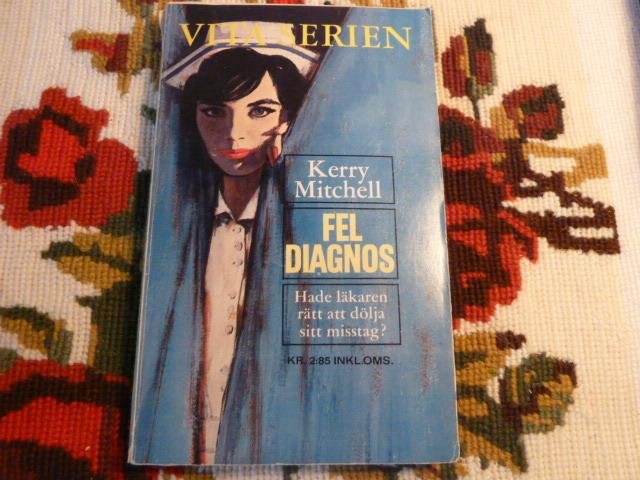 VITA SERIEN
Kerry
Mitchell
FEL
DIAGNOS
Hade läkaren
rätt att dölja
sitt misstag?
KR. 2:85 INKL.OMS.